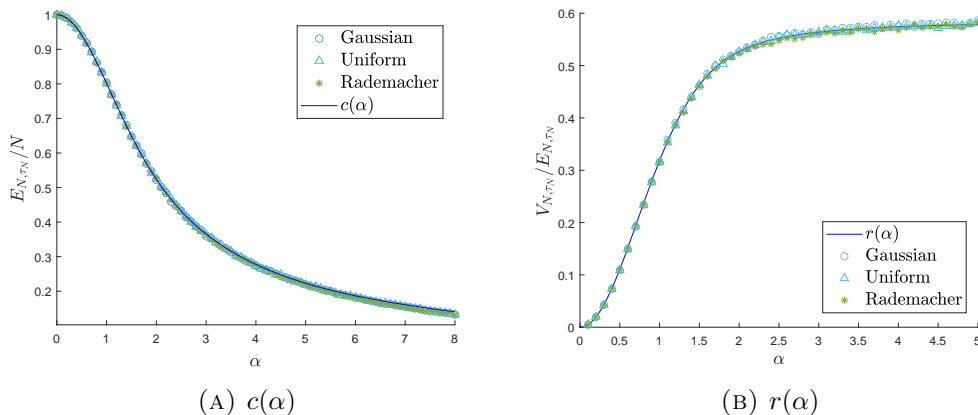 1
0.9
0.8
0.7
0.6
0.5
0.4
0.3
0.2
0 1 2 3 4 5 6 7 8
α
E_{N,τ_N}/N
Gaussian
Uniform
Rademacher
c(α)
(A) c(α)
0.6
0.5
0.4
0.3
0.2
0.1
0
0 0.5 1 1.5 2 2.5 3 3.5 4 4.5 5
α
V_{N,τ_N}/E_{N,τ_N}
r(α)
Gaussian
Uniform
Rademacher
(B) r(α)